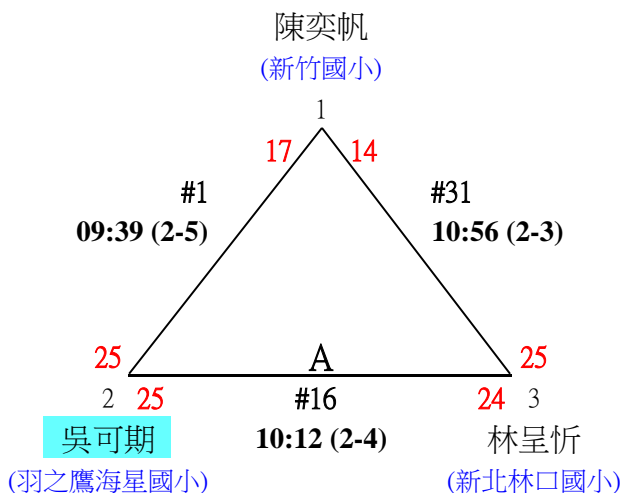 陳奕帆
(新竹國小)
1
17 14
#1 #31
09:39 (2-5) 10:56 (2-3)
25 A 25
2 25 #16 24 3
吳可期 10:12 (2-4) 林呈忻
(羽之鷹海星國小) (新北林口國小)